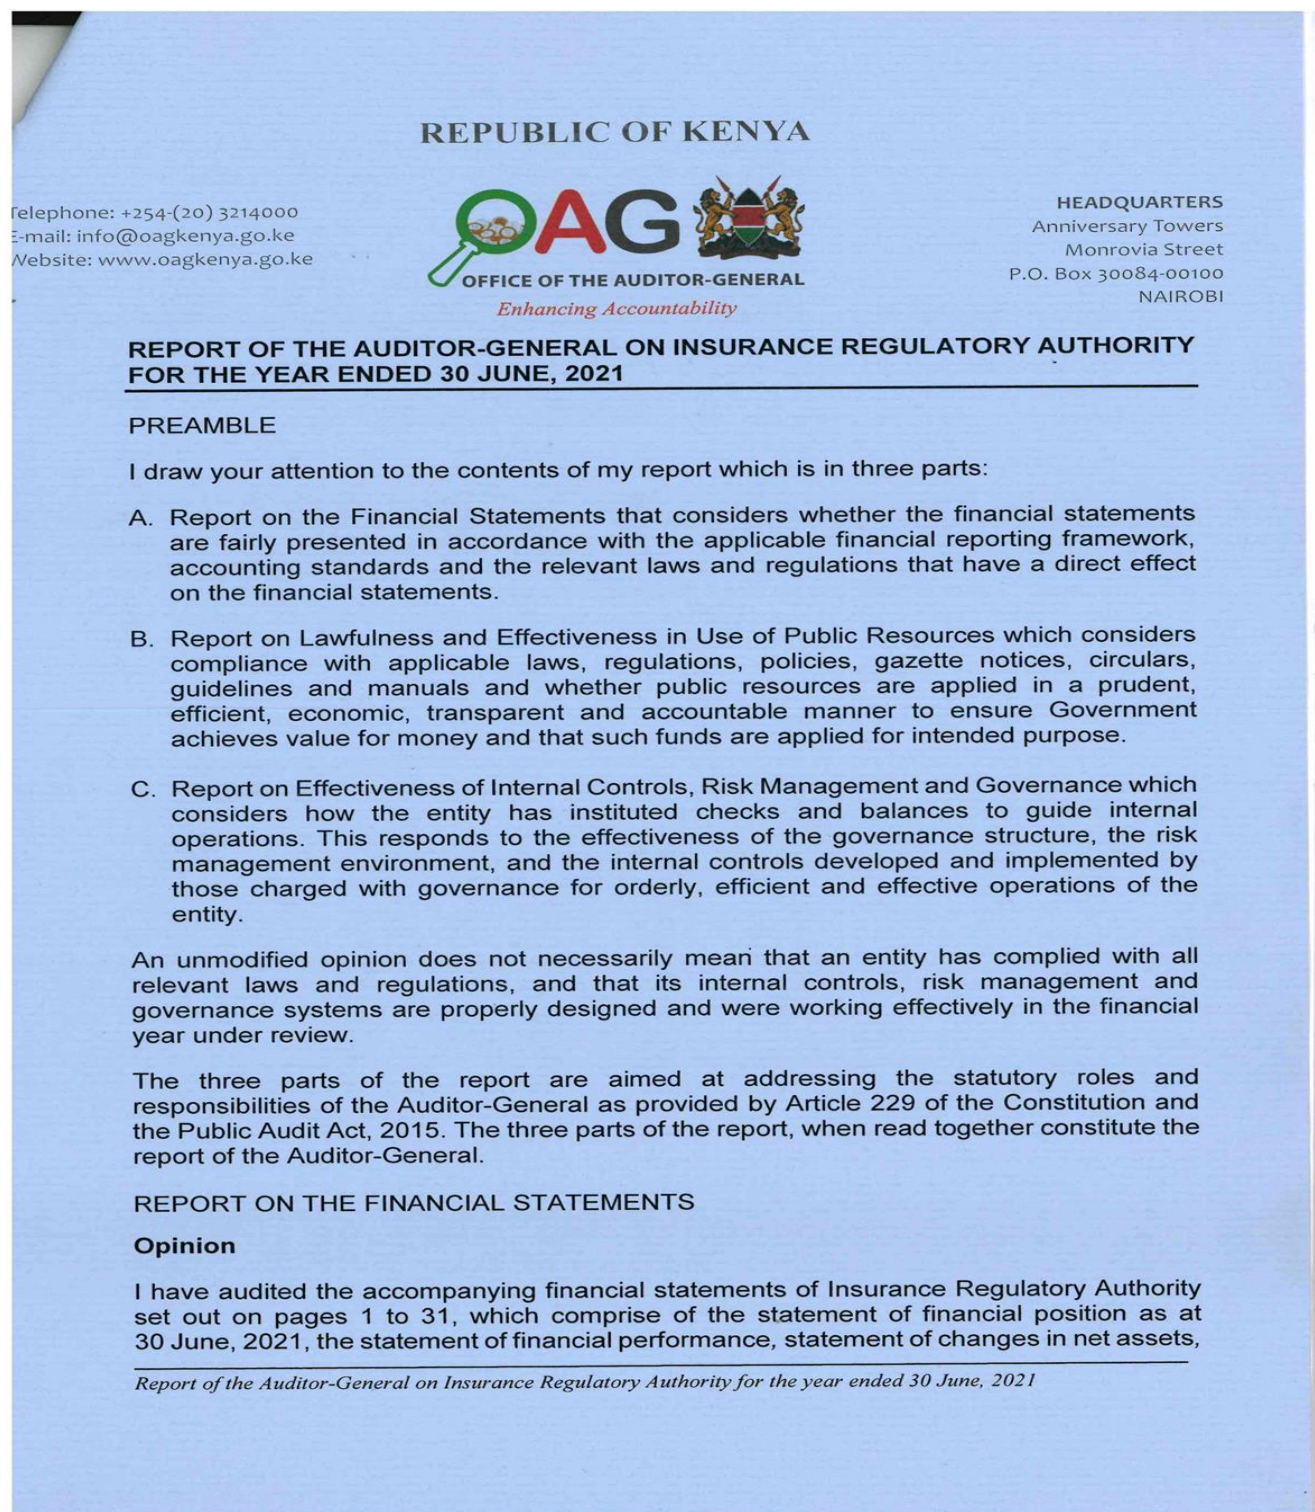 REPUBLIC OF KENYA
Telephone: +254-(20) 3214000
E-mail: info@oagkenya.go.ke
Website: www.oagkenya.go.ke
OAG
OFFICE OF THE AUDITOR-GENERAL
Enhancing Accountability
HEADQUARTERS
Anniversary Towers
Monrovia Street
P.O. Box 30084-00100
NAIROBI
REPORT OF THE AUDITOR-GENERAL ON INSURANCE REGULATORY AUTHORITY
FOR THE YEAR ENDED 30 JUNE, 2021
PREAMBLE
I draw your attention to the contents of my report which is in three parts:
A. Report on the Financial Statements that considers whether the financial statements
are fairly presented in accordance with the applicable financial reporting framework,
accounting standards and the relevant laws and regulations that have a direct effect
on the financial statements.
B. Report on Lawfulness and Effectiveness in Use of Public Resources which considers
compliance with applicable laws, regulations, policies, gazette notices, circulars,
guidelines and manuals and whether public resources are applied in a prudent,
efficient, economic, transparent and accountable manner to ensure Government
achieves value for money and that such funds are applied for intended purpose.
C. Report on Effectiveness of Internal Controls, Risk Management and Governance which
considers how the entity has instituted checks and balances to guide internal
operations. This responds to the effectiveness of the governance structure, the risk
management environment, and the internal controls developed and implemented by
those charged with governance for orderly, efficient and effective operations of the
entity.
An unmodified opinion does not necessarily mean that an entity has complied with all
relevant laws and regulations, and that its internal controls, risk management and
governance systems are properly designed and were working effectively in the financial
year under review.
The three parts of the report are aimed at addressing the statutory roles and
responsibilities of the Auditor-General as provided by Article 229 of the Constitution and
the Public Audit Act, 2015. The three parts of the report, when read together constitute the
report of the Auditor-General.
REPORT ON THE FINANCIAL STATEMENTS
Opinion
I have audited the accompanying financial statements of Insurance Regulatory Authority
set out on pages 1 to 31, which comprise of the statement of financial position as at
30 June, 2021, the statement of financial performance, statement of changes in net assets,
Report of the Auditor-General on Insurance Regulatory Authority for the year ended 30 June, 2021